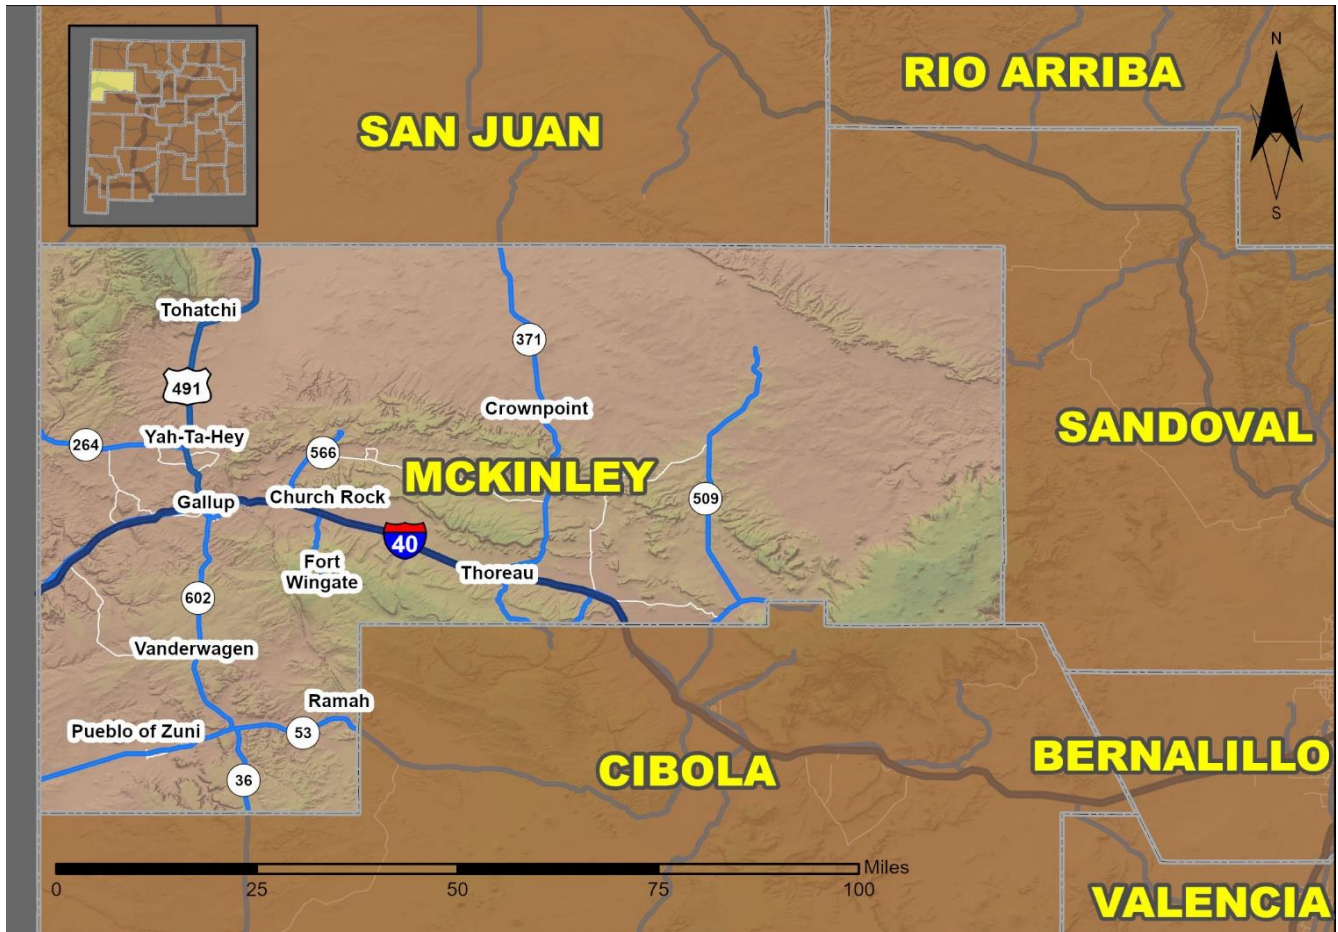 N
RIO ARRIBA
SAN JUAN
S
Tohatchi
371
491
Crownpoint
SANDOVAL
264
Yah-Ta-Hey
566
MCKINLEY
Gallup
Church Rock
509
40
Fort
Wingate
Thoreau
602
Vanderwagen
Ramah
Pueblo of Zuni
53
BERNALILLO
CIBOLA
36
Miles
0 25 50 75 100
VALENCIA